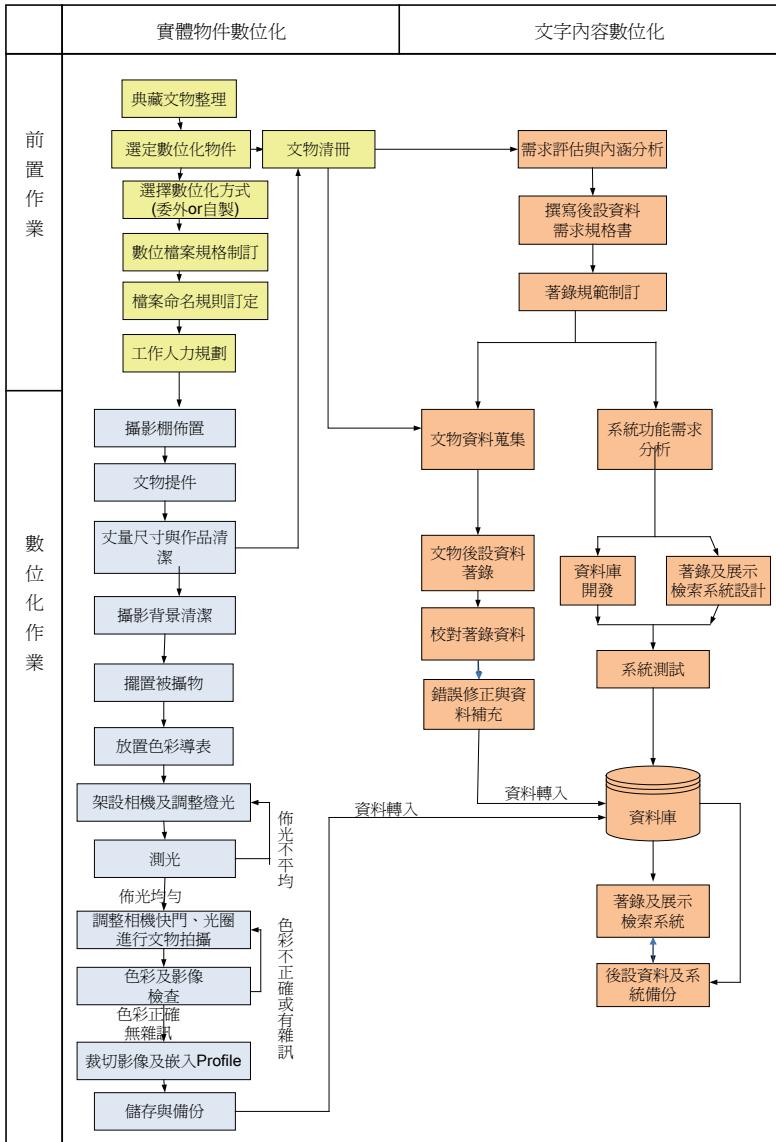 實體物件數位化
文字內容數位化
前置作業
典藏文物整理
選定數位化物件
文物清冊
選擇數位化方式
(委外or自製)
數位檔案規格制訂
檔案命名規則訂定
工作人力規劃
需求評估與內涵分析
撰寫後設資料
需求規格書
著錄規範制訂
數位化作業
攝影棚佈置
文物提件
丈量尺寸與作品清
潔
攝影背景清潔
擺置被攝物
放置色彩導表
架設相機及調整燈光
測光
佈光不平均
佈光均勻
調整相機快門、光圈
進行文物拍攝
色彩及影像
檢查
色彩不正確或有雜訊
色彩正確
無雜訊
裁切影像及嵌入Profile
儲存與備份
文物資料蒐集
文物後設資料
著錄
校對著錄資料
錯誤修正與資
料補充
資料轉入
資料轉入
系統功能需求
分析
資料庫
開發
著錄及展示
檢索系統設計
系統測試
資料庫
著錄及展示
檢索系統
後設資料及系
統備份